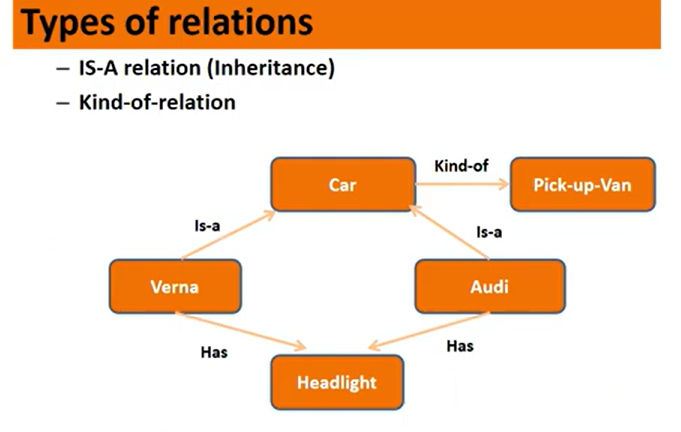 Types of relations
– IS-A relation (Inheritance)
– Kind-of-relation
Kind-of
Car
Pick-up-Van
Is-a
Is-a
Verna
Audi
Has
Has
Headlight